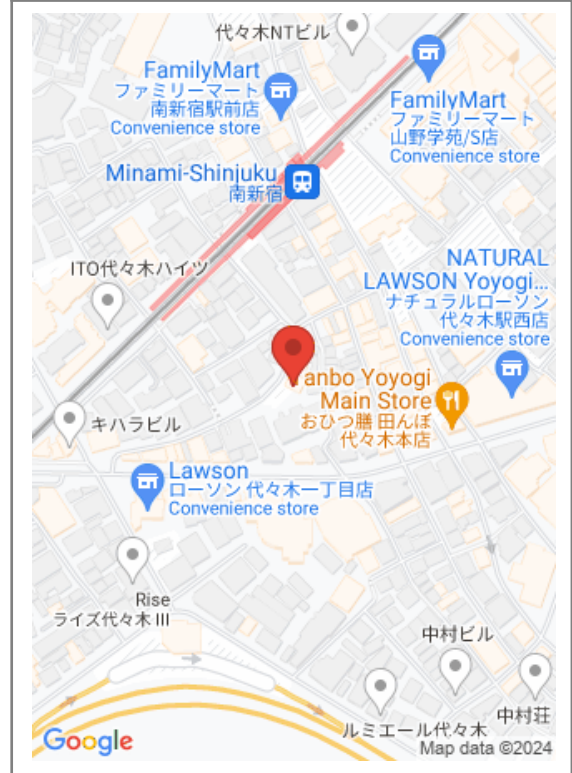 代々木NTビル
FamilyMart
ファミリーマート
南新宿駅前店
Convenience store
FamilyMart
ファミリーマート
山野学苑/S店
Convenience store
Minami-Shinjuku
南新宿
ITO代々木ハイツ
NATURAL
LAWSON Yoyogi...
ナチュラルローソン
代々木駅西店
Convenience store
Yoyogi
Main Store
おひつ膳 田んぼ
代々木本店
キハラビル
Lawson
ローソン 代々木一丁目店
Convenience store
Rise
ライズ代々木 III
中村ビル
ルミエール代々木
中村荘
Google
Map data ©2024